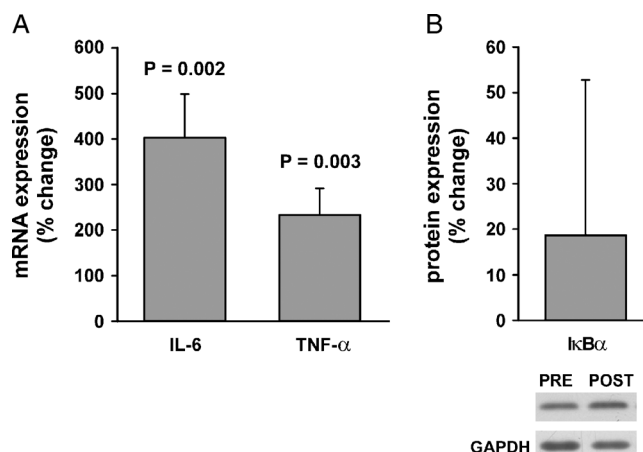 A
mRNA expression
(% change)
600
500
400
300
200
100
0
P = 0.002
P = 0.003
IL-6
TNF-α
B
protein expression
(% change)
60
50
40
30
20
10
0
IκBα
PRE POST
GAPDH